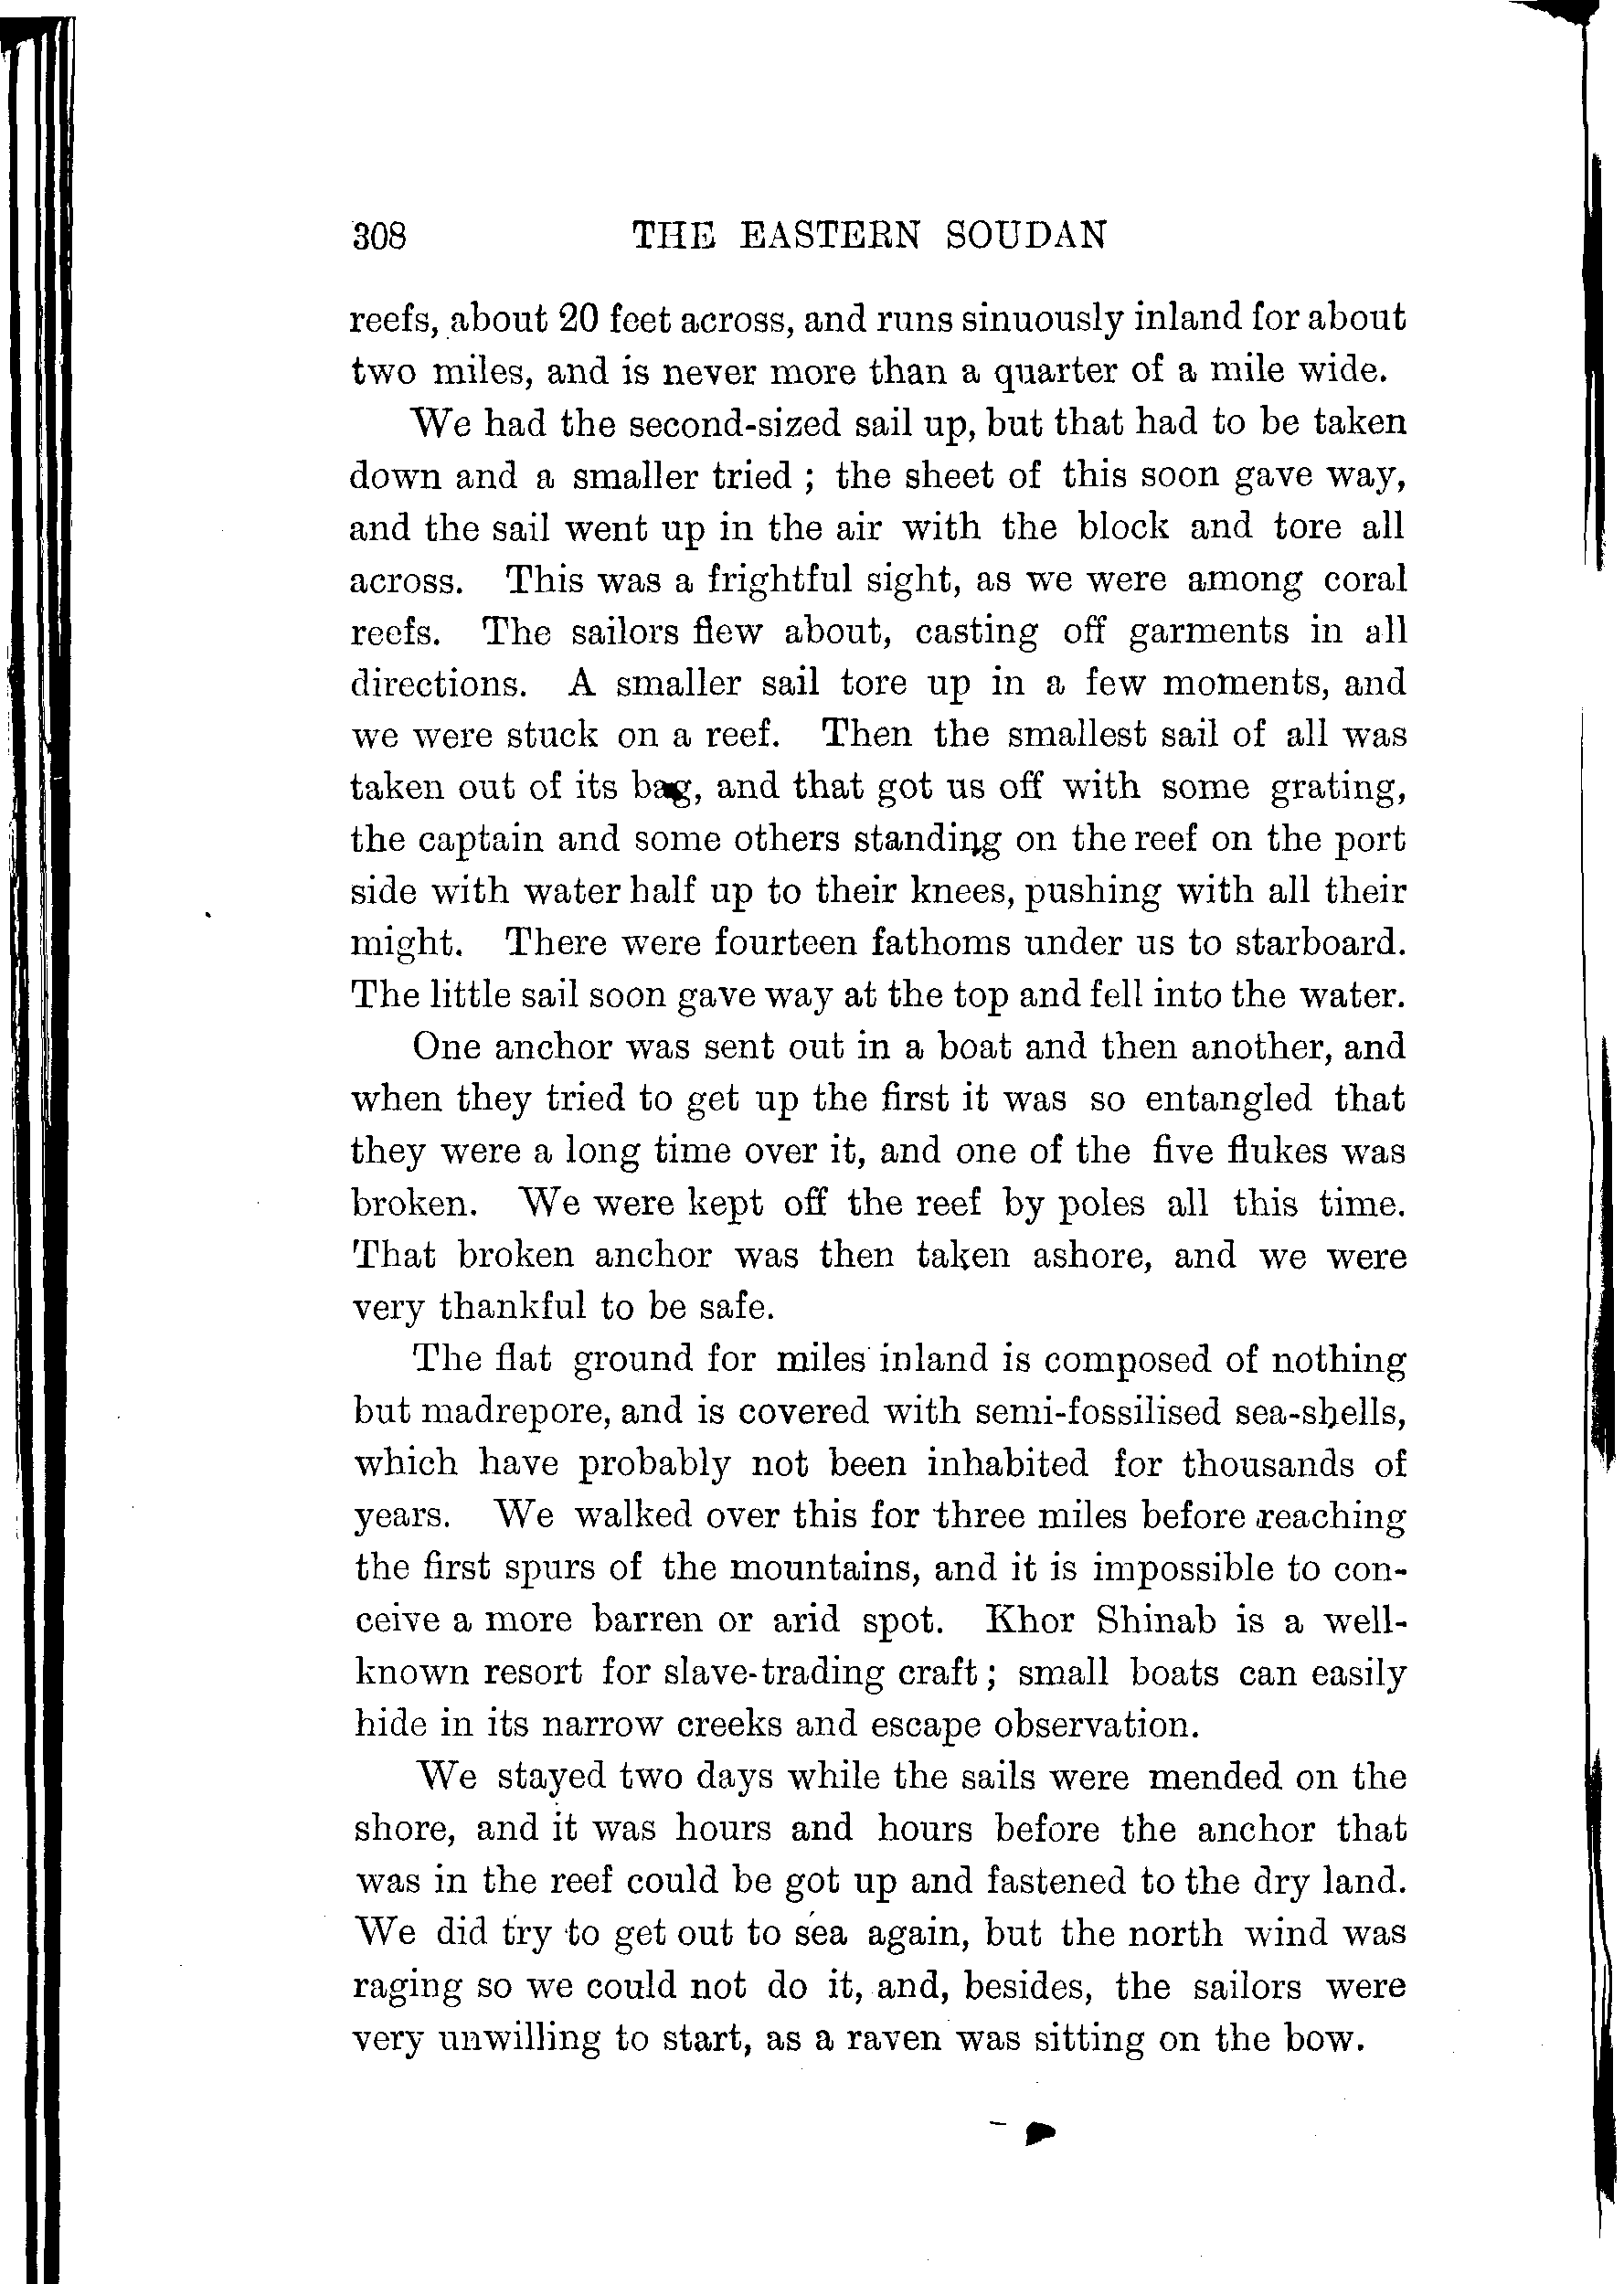 308 THE EASTERN SOUDAN
reefs, about 20 feet across, and runs sinuously inland for about
two miles, and is never more than a quarter of a mile wide.
We had the second-sized sail up, but that had to be taken
down and a smaller tried ; the sheet of this soon gave way,
and the sail went up in the air with the block and tore all
across. This was a frightful sight, as we were among coral
reefs. The sailors flew about, casting off garments in all
directions. A smaller sail tore up in a few moments, and
we were stuck on a reef. Then the smallest sail of all was
taken out of its bag, and that got us off with some grating,
the captain and some others standing on the reef on the port
side with water half up to their knees, pushing with all their
might. There were fourteen fathoms under us to starboard.
The little sail soon gave way at the top and fell into the water.
One anchor was sent out in a boat and then another, and
when they tried to get up the first it was so entangled that
they were a long time over it, and one of the five flukes was
broken. We were kept off the reef by poles all this time.
That broken anchor was then taken ashore, and we were
very thankful to be safe.
The flat ground for miles inland is composed of nothing
but madrepore, and is covered with semi-fossilised sea-shells,
which have probably not been inhabited for thousands of
years. We walked over this for three miles before reaching
the first spurs of the mountains, and it is impossible to con-
ceive a more barren or arid spot. Khor Shinab is a well-
known resort for slave-trading craft ; small boats can easily
hide in its narrow creeks and escape observation.
We stayed two days while the sails were mended on the
shore, and it was hours and hours before the anchor that
was in the reef could be got up and fastened to the dry land.
We did try to get out to sea again, but the north wind was
raging so we could not do it, and, besides, the sailors were
very unwilling to start, as a raven was sitting on the bow.